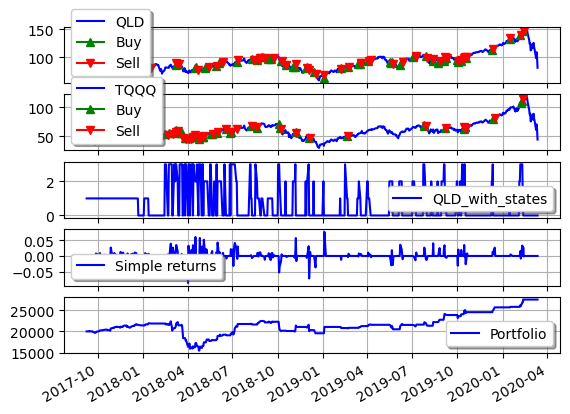 150
100
QLD
Buy
Sell
100
50
TQQQ
Buy
Sell
2
0
QLD_with_states
0.05
0.00
−0.05
Simple returns
25000
20000
15000
Portfolio
2017-10
2018-01
2018-04
2018-07
2018-10
2019-01
2019-04
2019-07
2019-10
2020-01
2020-04